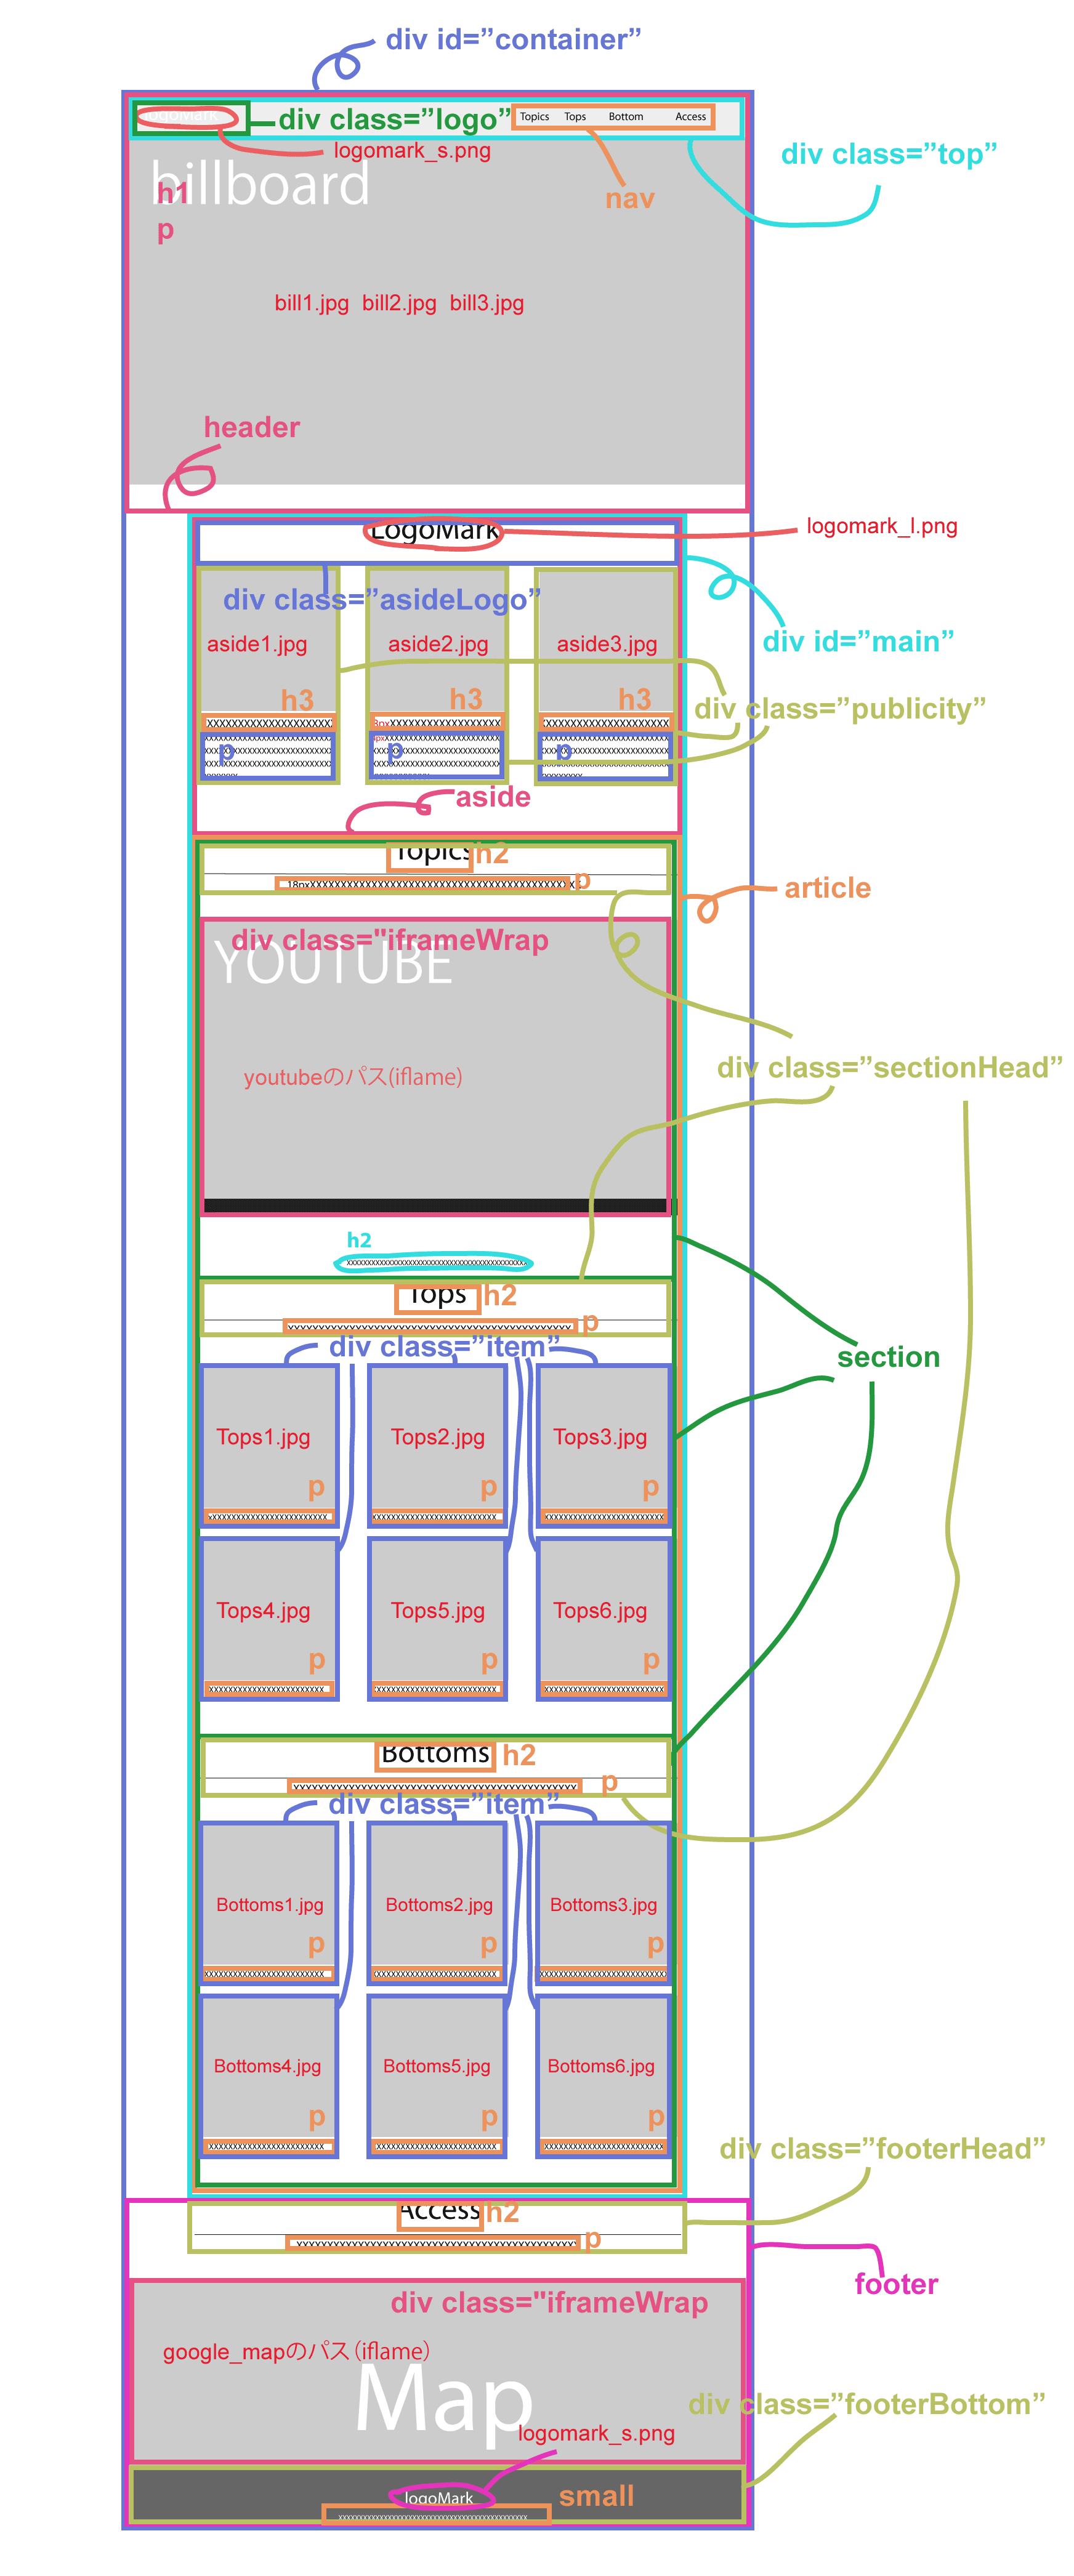 div id=”container”
logoMark
div class=”logo”
Topics Tops Bottom Access
logomark_s.png
div class=”top”
billboard
h1
nav
p
bill1.jpg bill2.jpg bill3.jpg
header
LogoMark
logomark_l.png
div class=”asideLogo”
aside1.jpg aside2.jpg aside3.jpg
div id=”main”
h3 h3 h3
div class=”publicity”
p p p
aside
Topics
h2
18pxXXXXXXXXXXXXXXXXXXXXXXXXXXXXXXXXXXXXXXXXXX
p
article
div class="iframeWrap
YOUTUBE
youtubeのパス(iflame)
div class=”sectionHead”
h2
Tops
h2
p
div class=”item”
section
Tops1.jpg Tops2.jpg Tops3.jpg
p p p
Tops4.jpg Tops5.jpg Tops6.jpg
p p p
Bottoms
h2
p
div class=”item”
Bottoms1.jpg Bottoms2.jpg Bottoms3.jpg
p p p
Bottoms4.jpg Bottoms5.jpg Bottoms6.jpg
p p p
div class=”footerHead”
Access
h2
p
footer
div class="iframeWrap
google_mapのパス（iflame）
Map
div class=”footerBottom”
logomark_s.png
logoMark
small